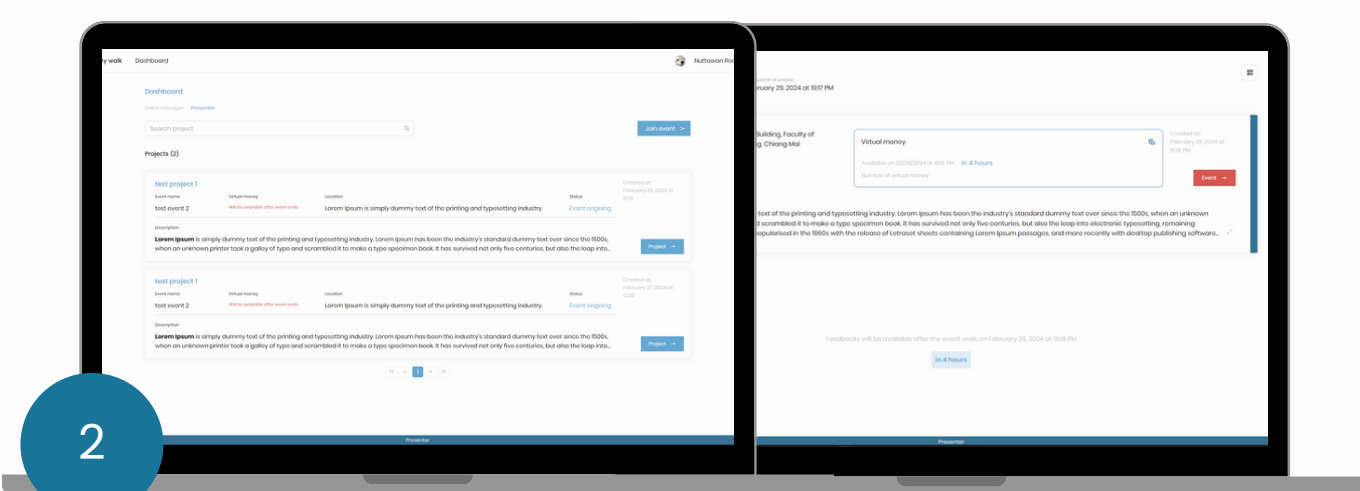 ry walk Dashboard Nuttawan Roc
Dashboard
Event manager Presenter
Search project
Join event
Projects (2)
test project 1
Created at:
Event name Virtual money Location Status
test event 2 Will be available after event ends Lorem Ipsum is simply dummy text of the printing and typesetting industry. Event ongoing
Description
Lorem Ipsum is simply dummy text of the printing and typesetting industry. Lorem Ipsum has been the industry's standard dummy text ever since the 1500s,
when an unknown printer took a galley of type and scrambled it to make a type specimen book. It has survived not only five centuries, but also the leap into...
Project →
test project 1
Created at:
February 27, 2024 at
Event name Virtual money Location Status
test event 2 Will be available after event ends Lorem Ipsum is simply dummy text of the printing and typesetting industry. Event ongoing
Description
Lorem Ipsum is simply dummy text of the printing and typesetting industry. Lorem Ipsum has been the industry's standard dummy text ever since the 1500s,
when an unknown printer took a galley of type and scrambled it to make a type specimen book. It has survived not only five centuries, but also the leap into...
Project →
1
Presenter
2
submit of project
ruary 29, 2024 at 19:17 PM
Building, Faculty of
g, Chiang Mai
Virtual money
Available on 02/29/2024 at 19:16 PM in 4 hours
Number of virtual money
Created at:
February 29, 2024 at
19:15 PM
Event →
text of the printing and typesetting industry. Lorem Ipsum has been the industry's standard dummy text ever since the 1500s, when an unknown
d scrambled it to make a type specimen book. It has survived not only five centuries, but also the leap into electronic typesetting, remaining
opularised in the 1960s with the release of Letraset sheets containing Lorem Ipsum passages, and more recently with desktop publishing software...
Feedbacks will be available after the event ends on February 29, 2024 at 19:16 PM
in 4 hours
Presenter